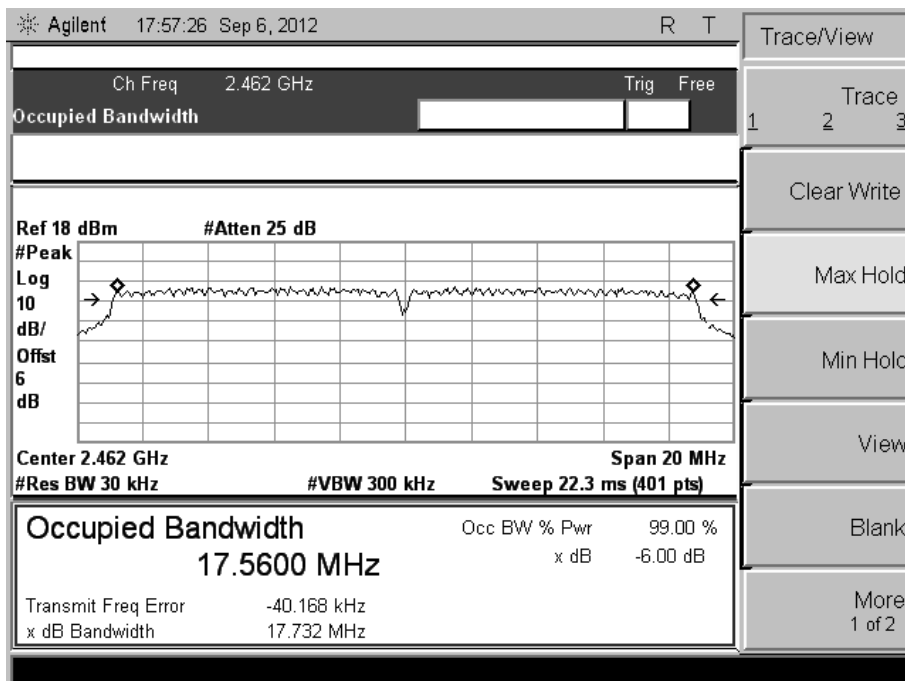 Agilent 17:57:26 Sep 6, 2012 R T
Ch Freq 2.462 GHz Trig Free
Occupied Bandwidth
Ref 18 dBm #Atten 25 dB
#Peak
Log
10
dB/
Offst
6
dB
Center 2.462 GHz Span 20 MHz
#Res BW 30 kHz #VBW 300 kHz Sweep 22.3 ms (401 pts)
Occupied Bandwidth
17.5600 MHz
Occ BW % Pwr 99.00 %
x dB -6.00 dB
Transmit Freq Error -40.168 kHz
x dB Bandwidth 17.732 MHz
Trace/View
Trace
1 2 3
Clear Write
Max Hold
Min Hold
View
Blank
More
1 of 2